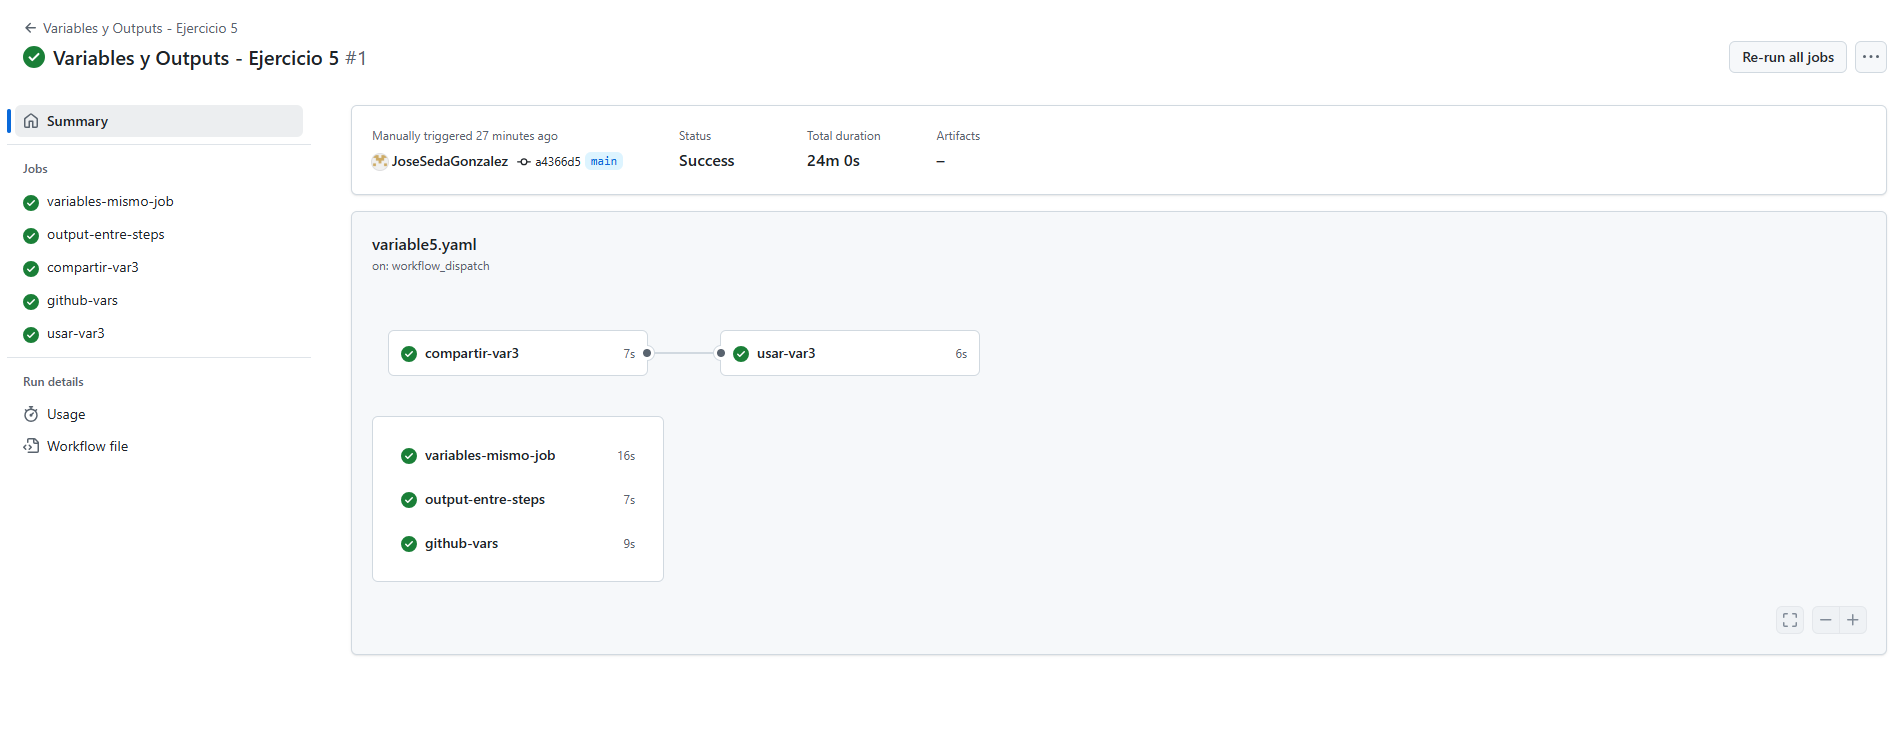 Variables y Outputs - Ejercicio 5
Variables y Outputs - Ejercicio 5 #1
Re-run all jobs
Summary
Jobs
variables-mismo-job
output-entre-steps
compartir-var3
github-vars
usar-var3
Run details
Usage
Workflow file
Manually triggered 27 minutes ago
JoseSedaGonzalez a4366d5 main
Status
Success
Total duration
24m 0s
Artifacts
–
variable5.yaml
on: workflow_dispatch
compartir-var3 7s
usar-var3 6s
variables-mismo-job 16s
output-entre-steps 7s
github-vars 9s